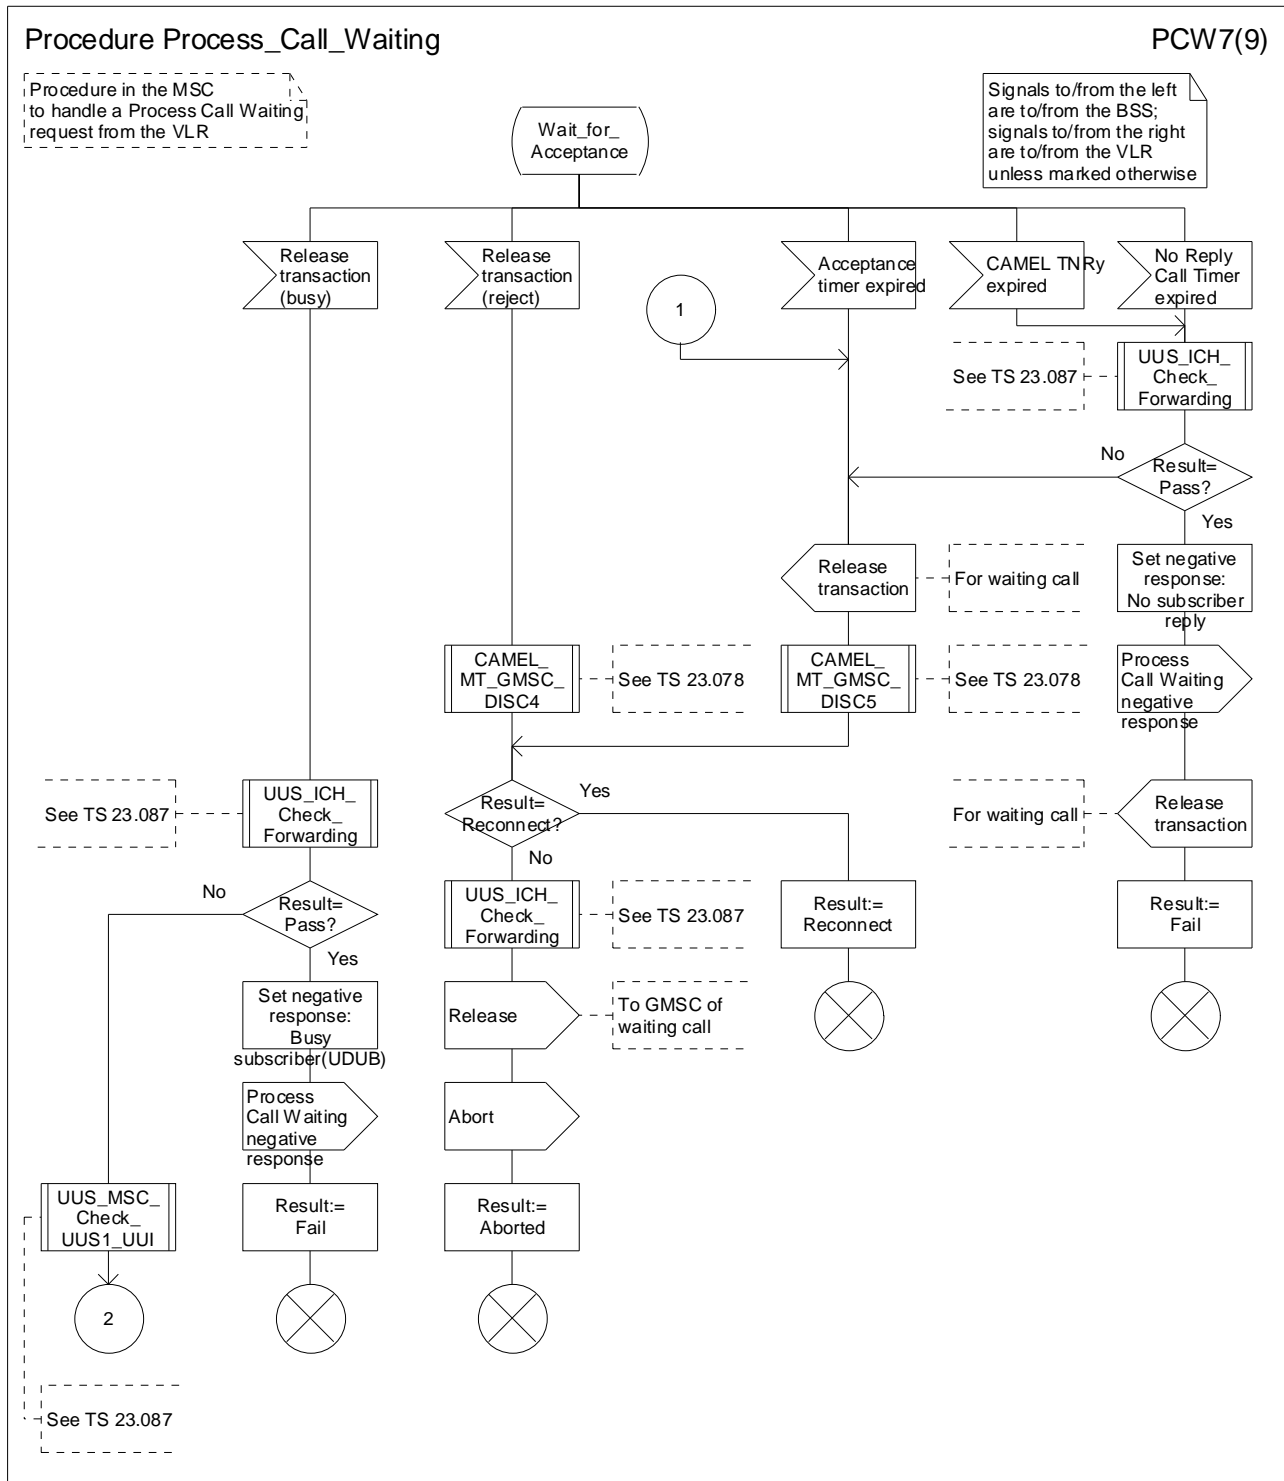 Procedure Process_Call_Waiting
PCW7(9)
Procedure in the MSC
to handle a Process Call Waiting
request from the VLR
Signals to/from the left
are to/from the BSS;
signals to/from the right
are to/from the VLR
unless marked otherwise
Wait_for_
Acceptance
Release
transaction
(busy)
Release
transaction
(reject)
Acceptance
timer expired
CAMEL TNRy
expired
No Reply
Call Timer
expired
1
See TS 23.087
UUS_ICH_
Check_
Forwarding
No
Result=
Pass?
Yes
Release
transaction
For waiting call
Set negative
response:
No subscriber
reply
CAMEL_
MT_GMSC_
DISC4
See TS 23.078
CAMEL_
MT_GMSC_
DISC5
See TS 23.078
Process
Call Waiting
negative
response
See TS 23.087
UUS_ICH_
Check_
Forwarding
Result=
Reconnect?
Yes
No
For waiting call
Release
transaction
No
Result=
Pass?
Yes
UUS_ICH_
Check_
Forwarding
See TS 23.087
Result:=
Reconnect
Result:=
Fail
Set negative
response:
Busy
subscriber(UDUB)
Release
To GMSC of
waiting call
Process
Call Waiting
negative
response
Abort
UUS_MSC_
Check_
UUS1_UUI
Result:=
Fail
Result:=
Aborted
2
See TS 23.087